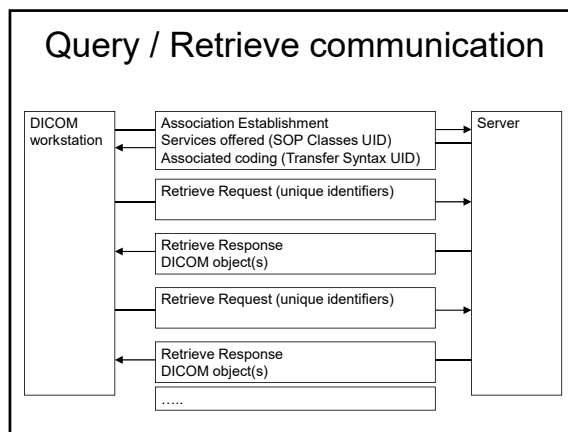 Query / Retrieve communication
DICOM
workstation
Association Establishment
Services offered (SOP Classes UID)
Associated coding (Transfer Syntax UID)
Server
Retrieve Request (unique identifiers)
Retrieve Response
DICOM object(s)
Retrieve Request (unique identifiers)
Retrieve Response
DICOM object(s)
…..